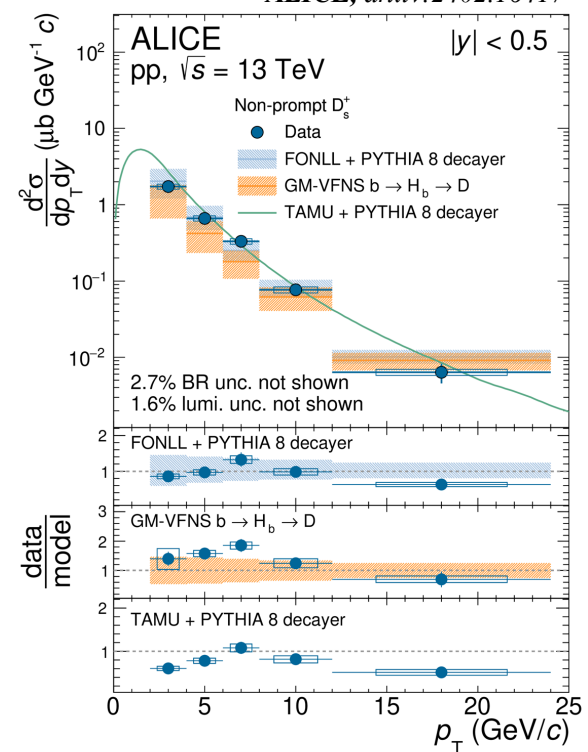 ALICE
|y| < 0.5
pp, √s = 13 TeV
Non-prompt D_s^+
Data
FONLL + PYTHIA 8 decayer
GM-VFNS b → H_b → D
TAMU + PYTHIA 8 decayer
d²σ/dp_Tdy (μb GeV⁻¹ c)
10²
10
1
10⁻¹
10⁻²
2.7% BR unc. not shown
1.6% lumi. unc. not shown
2
FONLL + PYTHIA 8 decayer
1
3
GM-VFNS b → H_b → D
2
1
data/model
2
TAMU + PYTHIA 8 decayer
1
0 5 10 15 20 25
p_T (GeV/c)